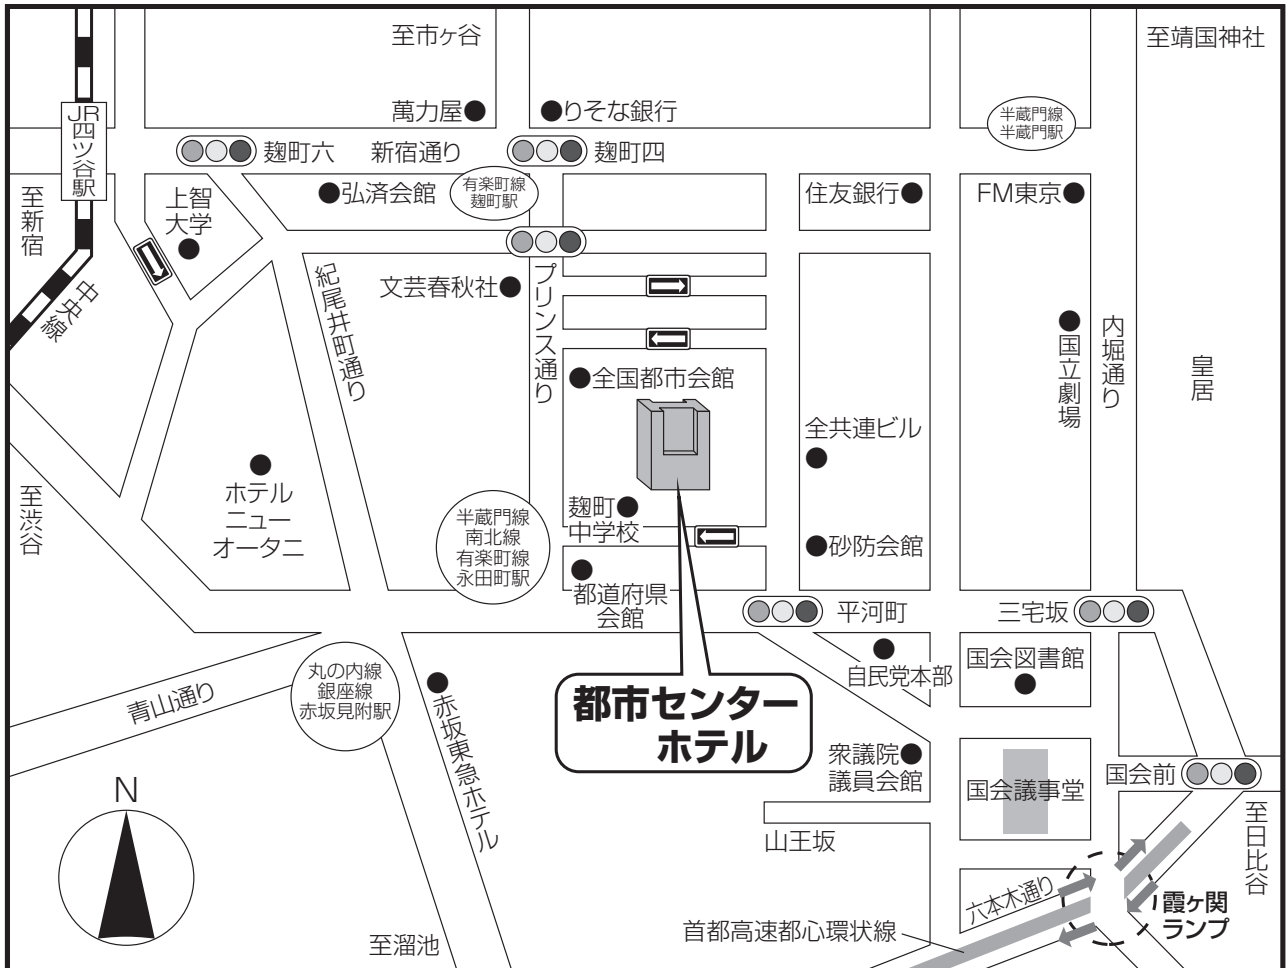 至市ヶ谷
至靖国神社
萬力屋
りそな銀行
半蔵門線
半蔵門駅
JR四ツ谷駅
麹町六
新宿通り
麹町四
至新宿
上智
大学
弘済会館
有楽町線
麹町駅
住友銀行
FM東京
中央線
紀尾井町通り
文芸春秋社
プリンス通り
国立劇場
内堀通り
皇居
全国都市会館
全共連ビル
至渋谷
ホテル
ニュー
オータニ
半蔵門線
南北線
有楽町線
永田町駅
麹町
中学校
砂防会館
都道府県
会館
平河町
三宅坂
丸の内線
銀座線
赤坂見附駅
青山通り
赤坂東急ホテル
都市センター
ホテル
自民党本部
国会図書館
衆議院
議員会館
国会議事堂
国会前
N
山王坂
至日比谷
六本木通り
霞ヶ関
ランプ
首都高速都心環状線
至溜池